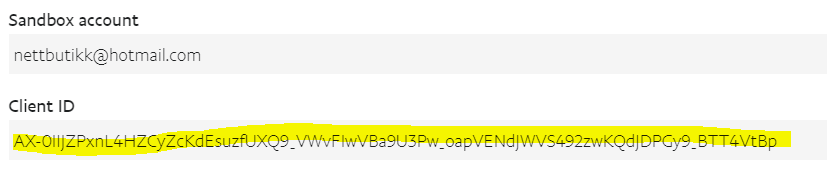 Sandbox account
nettbutikk@hotmail.com
Client ID
AX-0IIJZPxnL4HZCyZcKdEsuzfUXQ9_VWvFIwVBa9U3Pw_oapVENdJWVS492zwKQdJDPGy9_BTT4VtBp